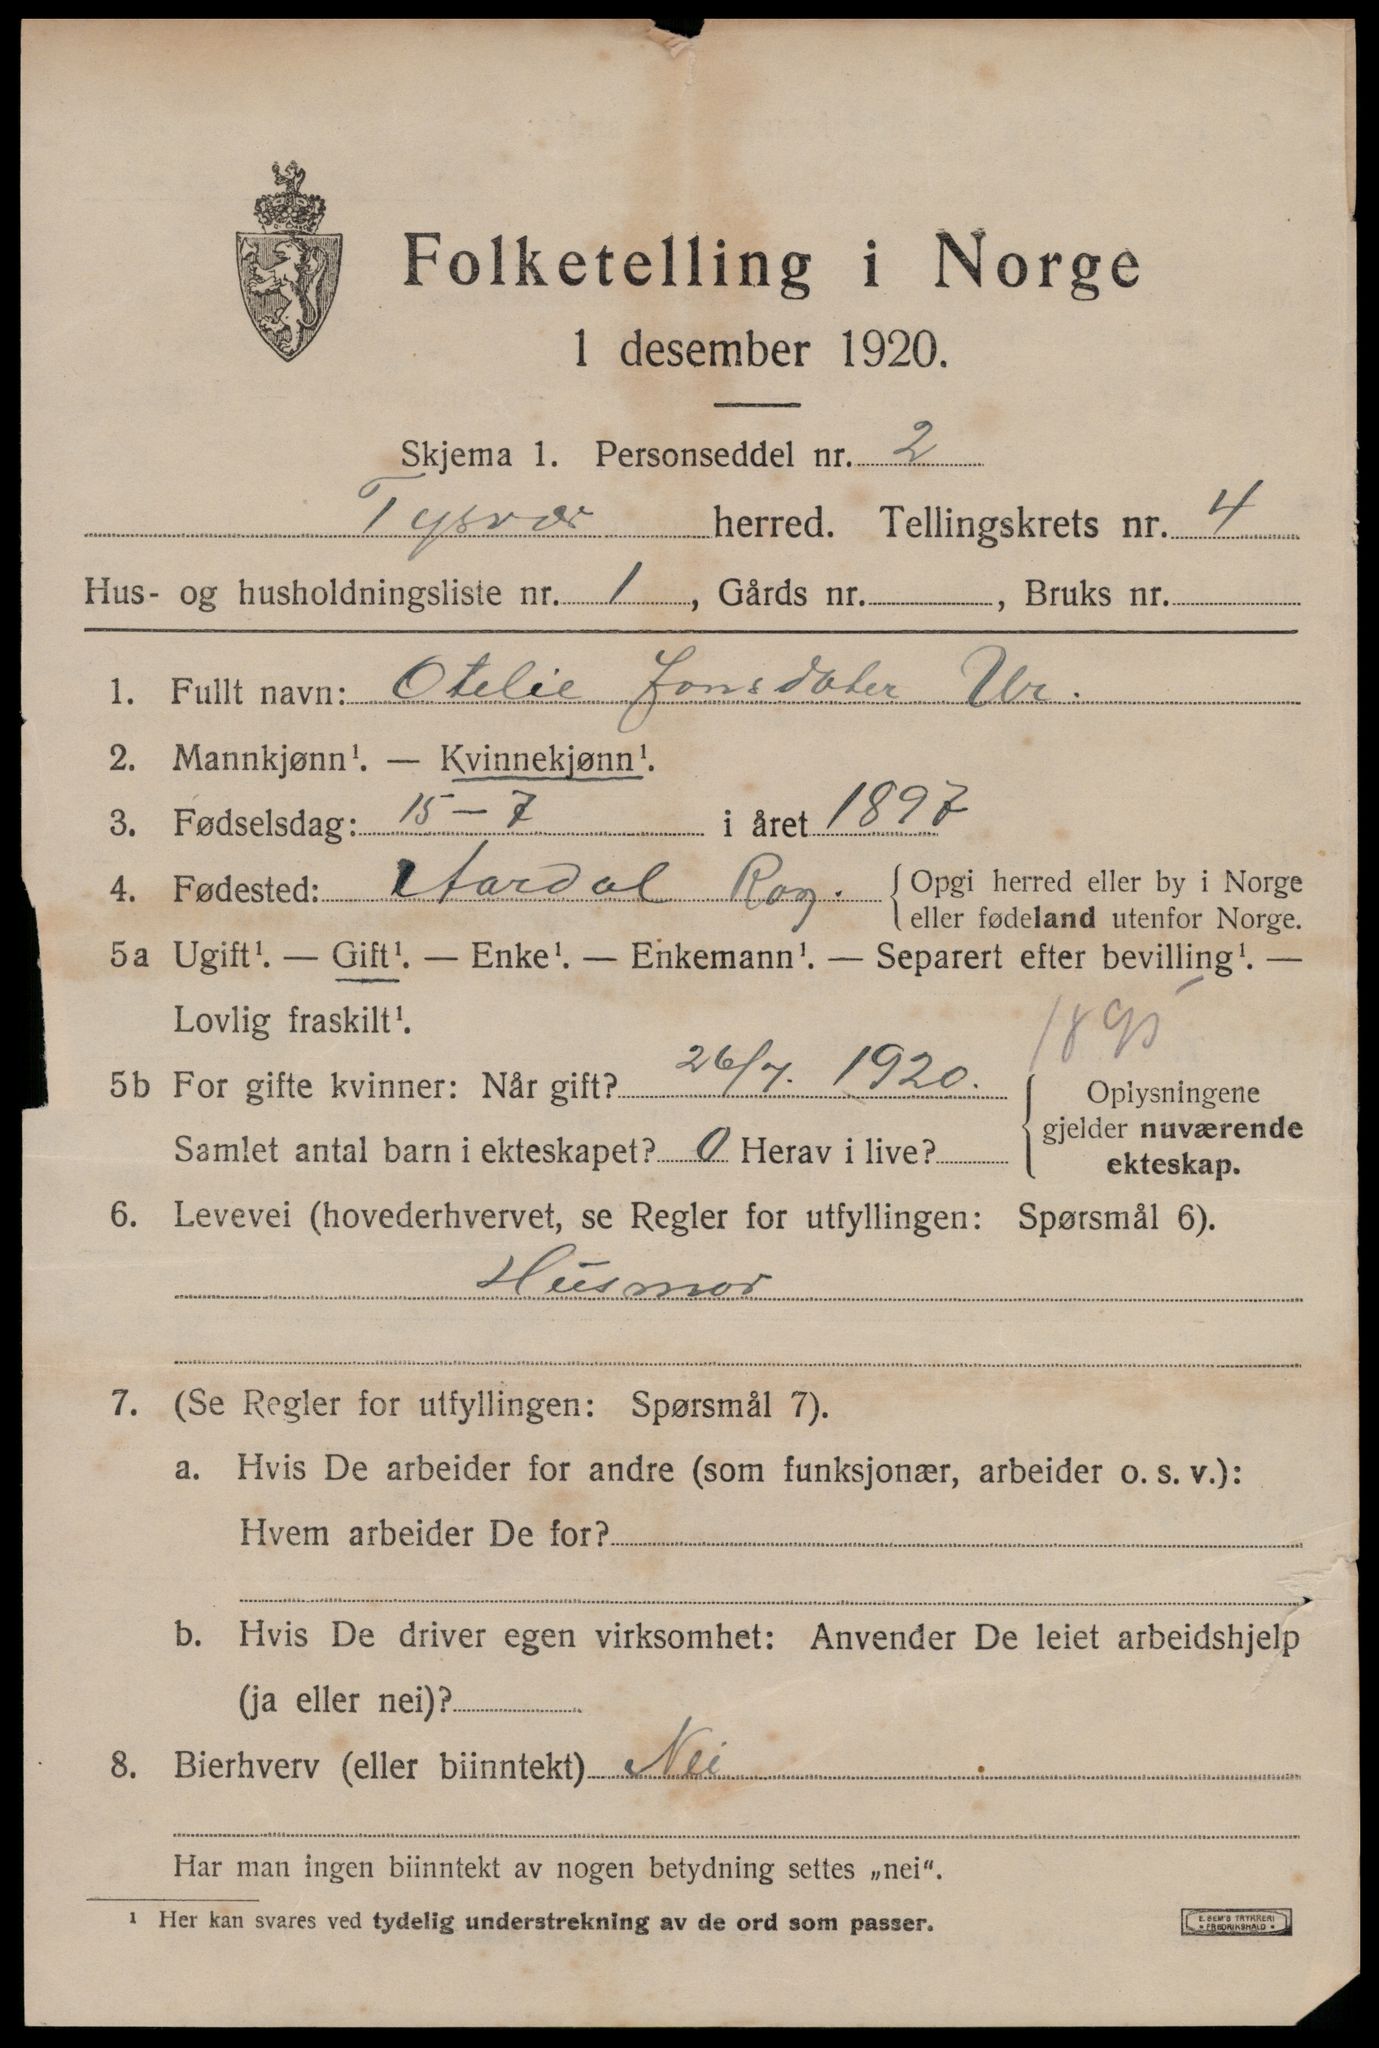 Folketelling i Norge
1 desember 1920.
Skjema 1. Personseddel nr. 2
Tysvær herred. Tellingskrets nr. 4
Hus- og husholdningsliste nr. 1, Gårds nr. , Bruks nr.
1. Fullt navn: Otelie Jonsdater Ur.
2. Mannkjønn¹. — Kvinnekjønn¹.
3. Fødselsdag: 15-7 i året 1897
4. Fødested: Aardal Rog. { Opgi herred eller by i Norge
eller fødeland utenfor Norge.
5a Ugift¹. — Gift¹. — Enke¹. — Enkemann¹. — Separert efter bevilling¹. —
Lovlig fraskilt¹.
1895
5b For gifte kvinner: Når gift? 26/7. 1920. { Oplysningene
gjelder nuværende
Samlet antal barn i ekteskapet? 0 Herav i live?
ekteskap.
6. Levevei (hovederhvervet, se Regler for utfyllingen: Spørsmål 6).
Husmor
7. (Se Regler for utfyllingen: Spørsmål 7).
a. Hvis De arbeider for andre (som funksjonær, arbeider o. s. v.):
Hvem arbeider De for?
b. Hvis De driver egen virksomhet: Anvender De leiet arbeidshjelp
(ja eller nei)?
8. Bierhverv (eller biinntekt) Nei
Har man ingen biinntekt av nogen betydning settes „nei“.
¹ Her kan svares ved tydelig understrekning av de ord som passer.
E. SEM'S TRYKKERI
FREDRIKSHALD